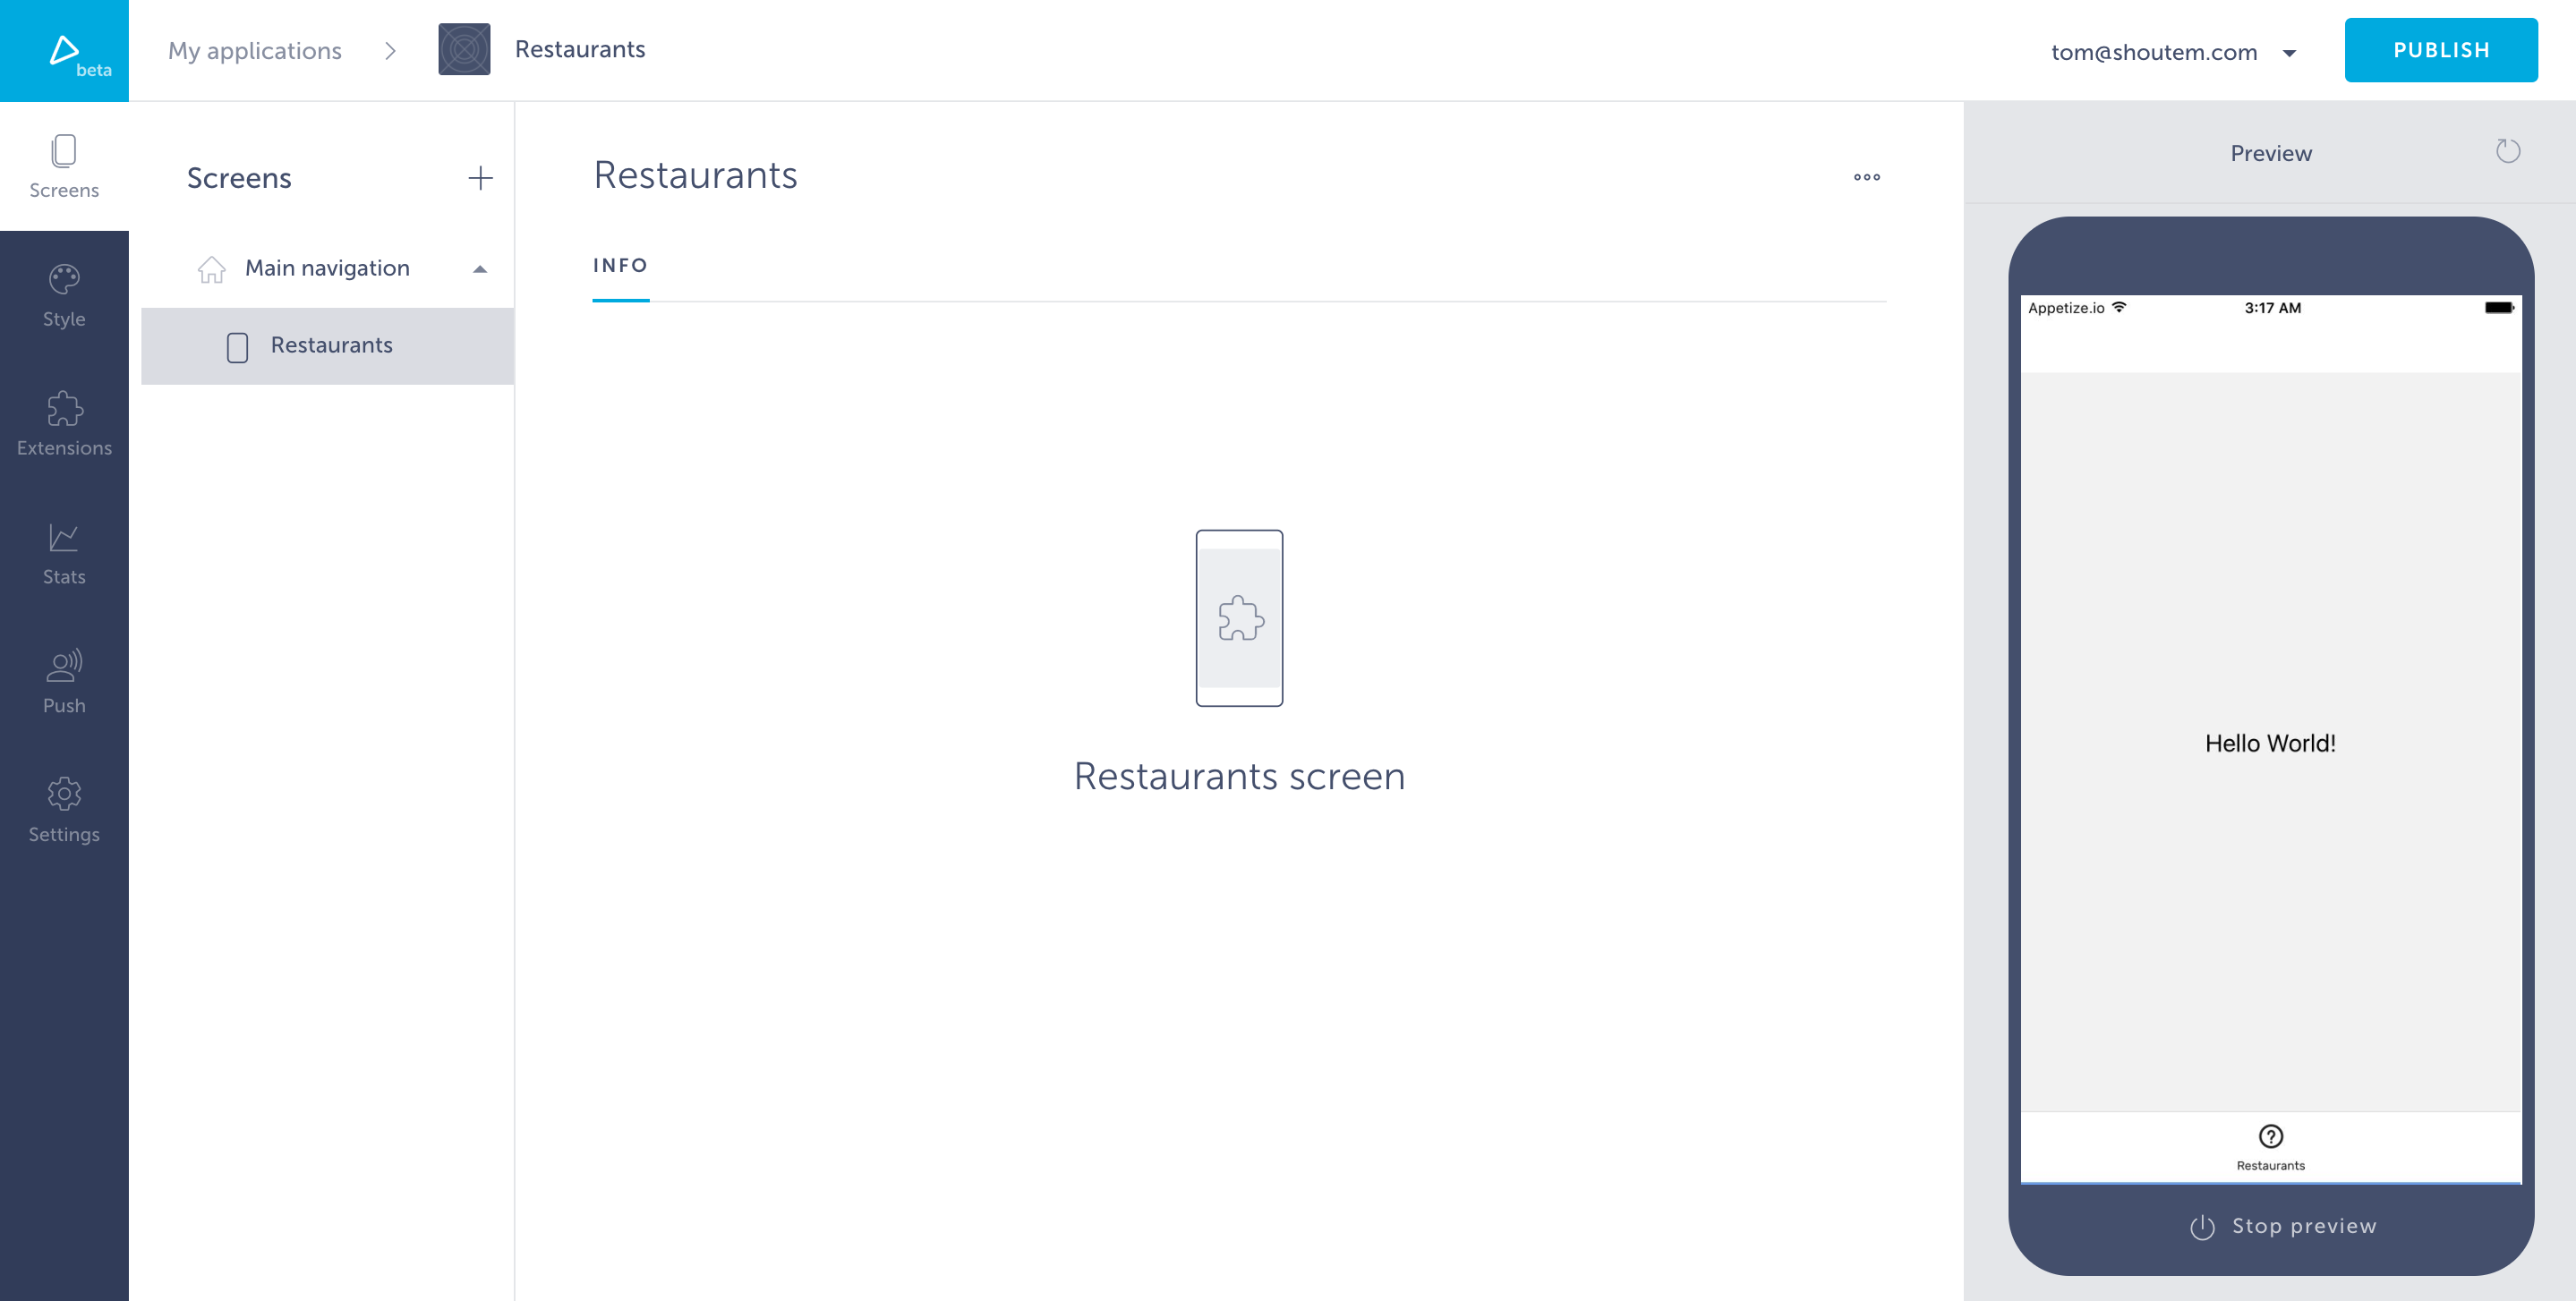 beta
My applications
Restaurants
tom@shoutem.com
PUBLISH
Screens
Style
Extensions
Stats
Push
Settings
Screens
Main navigation
Restaurants
Restaurants
INFO
Restaurants screen
Preview
Appetize.io 3:17 AM
Hello World!
Restaurants
Stop preview